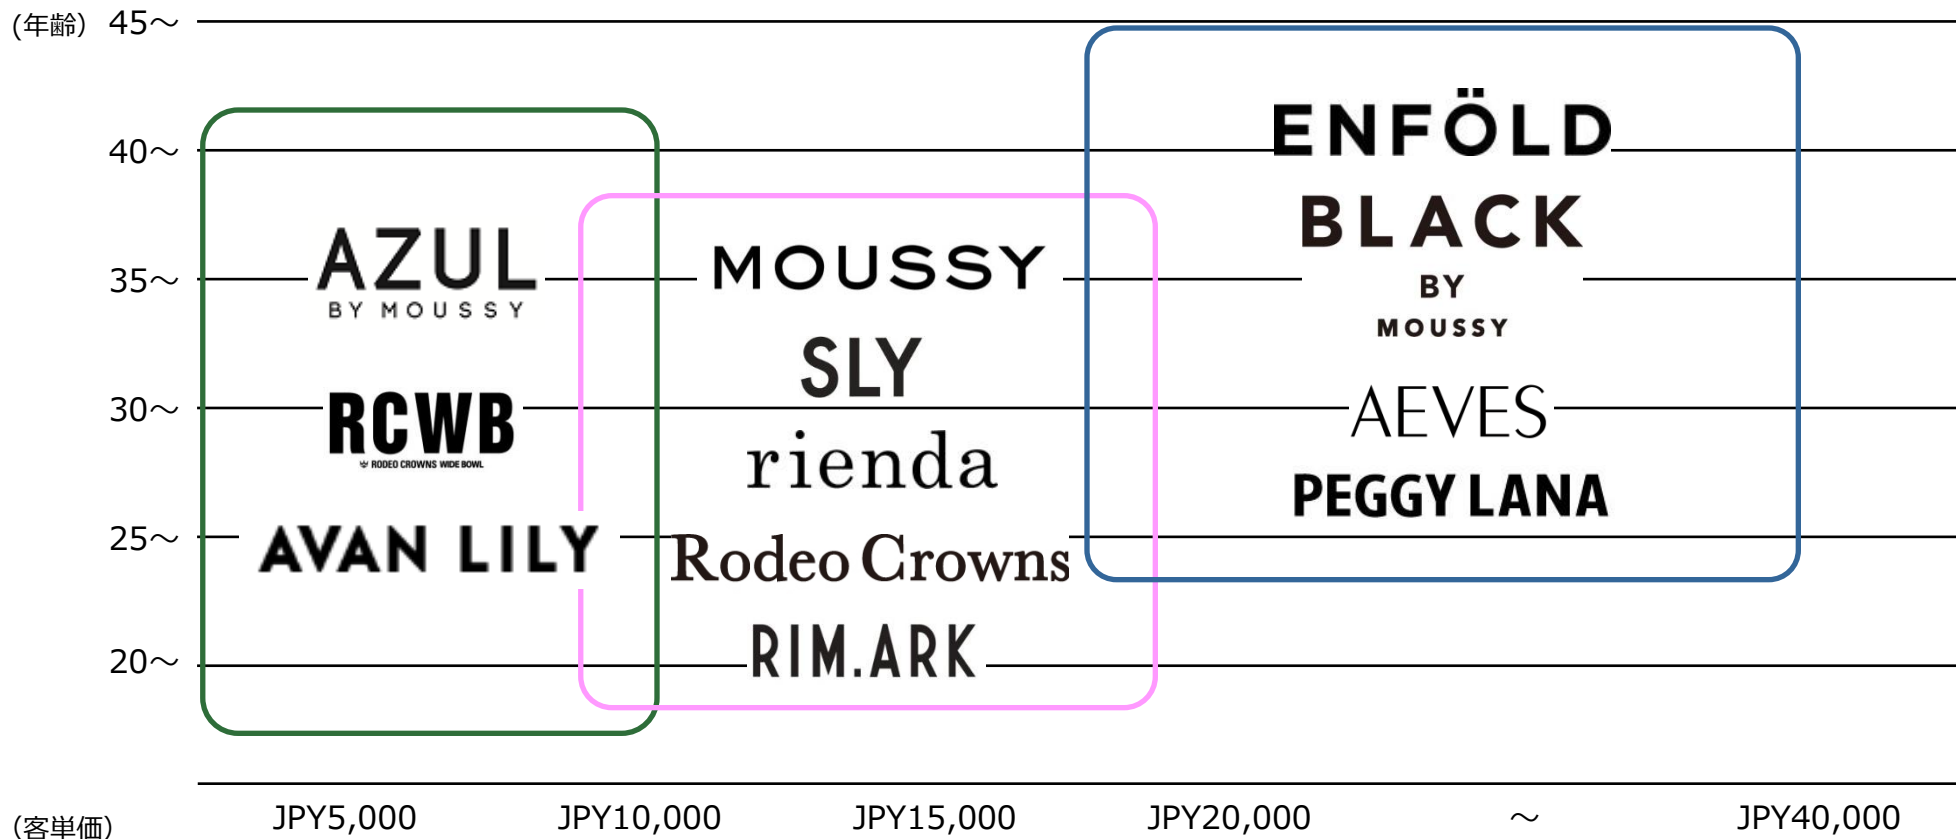 (年齢) 45～
ENFÖLD
40～
BLACK
AZUL
MOUSSY
35～
BY
BY MOUSSY
MOUSSY
SLY
30～
RCWB
AEVES
RODEO CROWNS WIDE BOWL
rienda
PEGGY LANA
25～
AVAN LILY
Rodeo Crowns
20～
RIM.ARK
(客単価) JPY5,000 JPY10,000 JPY15,000 JPY20,000 ～ JPY40,000